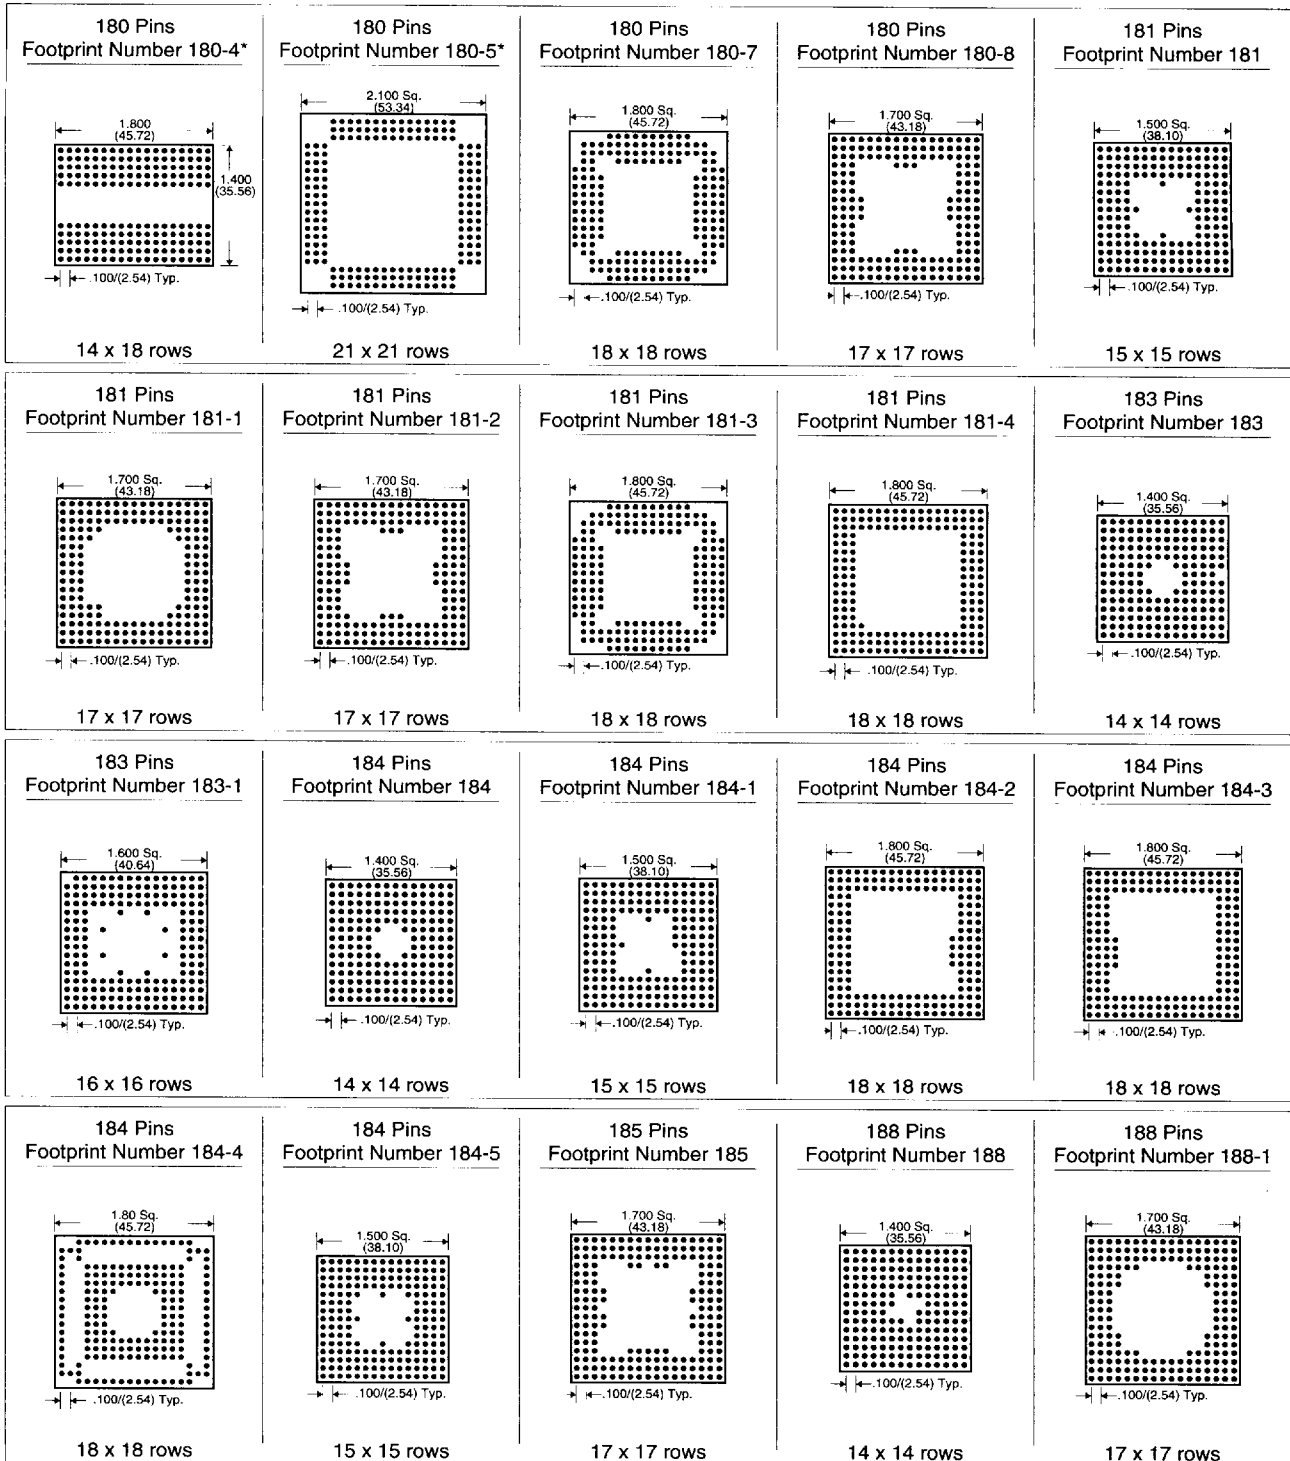 180 Pins
Footprint Number 180-4*
1.800
(45.72)
1.400
(35.56)
.100/(2.54) Typ.
14 x 18 rows
180 Pins
Footprint Number 180-5*
2.100 Sq.
(53.34)
.100/(2.54) Typ.
21 x 21 rows
180 Pins
Footprint Number 180-7
1.800 Sq.
(45.72)
.100/(2.54) Typ.
18 x 18 rows
180 Pins
Footprint Number 180-8
1.700 Sq.
(43.18)
.100/(2.54) Typ.
17 x 17 rows
181 Pins
Footprint Number 181
1.500 Sq.
(38.10)
.100/(2.54) Typ.
15 x 15 rows
181 Pins
Footprint Number 181-1
1.700 Sq.
(43.18)
.100/(2.54) Typ.
17 x 17 rows
181 Pins
Footprint Number 181-2
1.700 Sq.
(43.18)
.100/(2.54) Typ.
17 x 17 rows
181 Pins
Footprint Number 181-3
1.800 Sq.
(45.72)
.100/(2.54) Typ.
18 x 18 rows
181 Pins
Footprint Number 181-4
1.800 Sq.
(45.72)
.100/(2.54) Typ.
18 x 18 rows
183 Pins
Footprint Number 183
1.400 Sq.
(35.56)
.100/(2.54) Typ.
14 x 14 rows
183 Pins
Footprint Number 183-1
1.600 Sq.
(40.64)
.100/(2.54) Typ.
16 x 16 rows
184 Pins
Footprint Number 184
1.400 Sq.
(35.56)
.100/(2.54) Typ.
14 x 14 rows
184 Pins
Footprint Number 184-1
1.500 Sq.
(38.10)
.100/(2.54) Typ.
15 x 15 rows
184 Pins
Footprint Number 184-2
1.800 Sq.
(45.72)
.100/(2.54) Typ.
18 x 18 rows
184 Pins
Footprint Number 184-3
1.800 Sq.
(45.72)
.100/(2.54) Typ.
18 x 18 rows
184 Pins
Footprint Number 184-4
1.80 Sq.
(45.72)
.100/(2.54) Typ.
18 x 18 rows
184 Pins
Footprint Number 184-5
1.500 Sq.
(38.10)
.100/(2.54) Typ.
15 x 15 rows
185 Pins
Footprint Number 185
1.700 Sq.
(43.18)
.100/(2.54) Typ.
17 x 17 rows
188 Pins
Footprint Number 188
1.400 Sq.
(35.56)
.100/(2.54) Typ.
14 x 14 rows
188 Pins
Footprint Number 188-1
1.700 Sq.
(43.18)
.100/(2.54) Typ.
17 x 17 rows